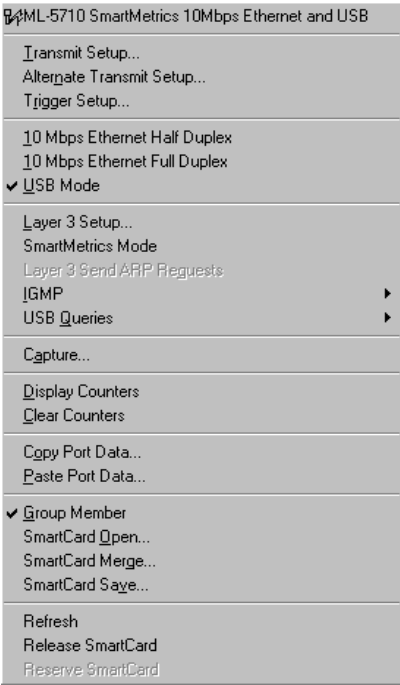 ML-5710 SmartMetrics 10Mbps Ethernet and USB
Transmit Setup...
Alternate Transmit Setup...
Trigger Setup...
10 Mbps Ethernet Half Duplex
10 Mbps Ethernet Full Duplex
USB Mode
Layer 3 Setup...
SmartMetrics Mode
Layer 3 Send ARP Reguests
IGMP
USB Queries
Capture...
Display Counters
Clear Counters
Copy Port Data...
Paste Port Data...
Group Member
SmartCard Open...
SmartCard Merge...
SmartCard Save...
Refresh
Release SmartCard
Reserve SmartCard